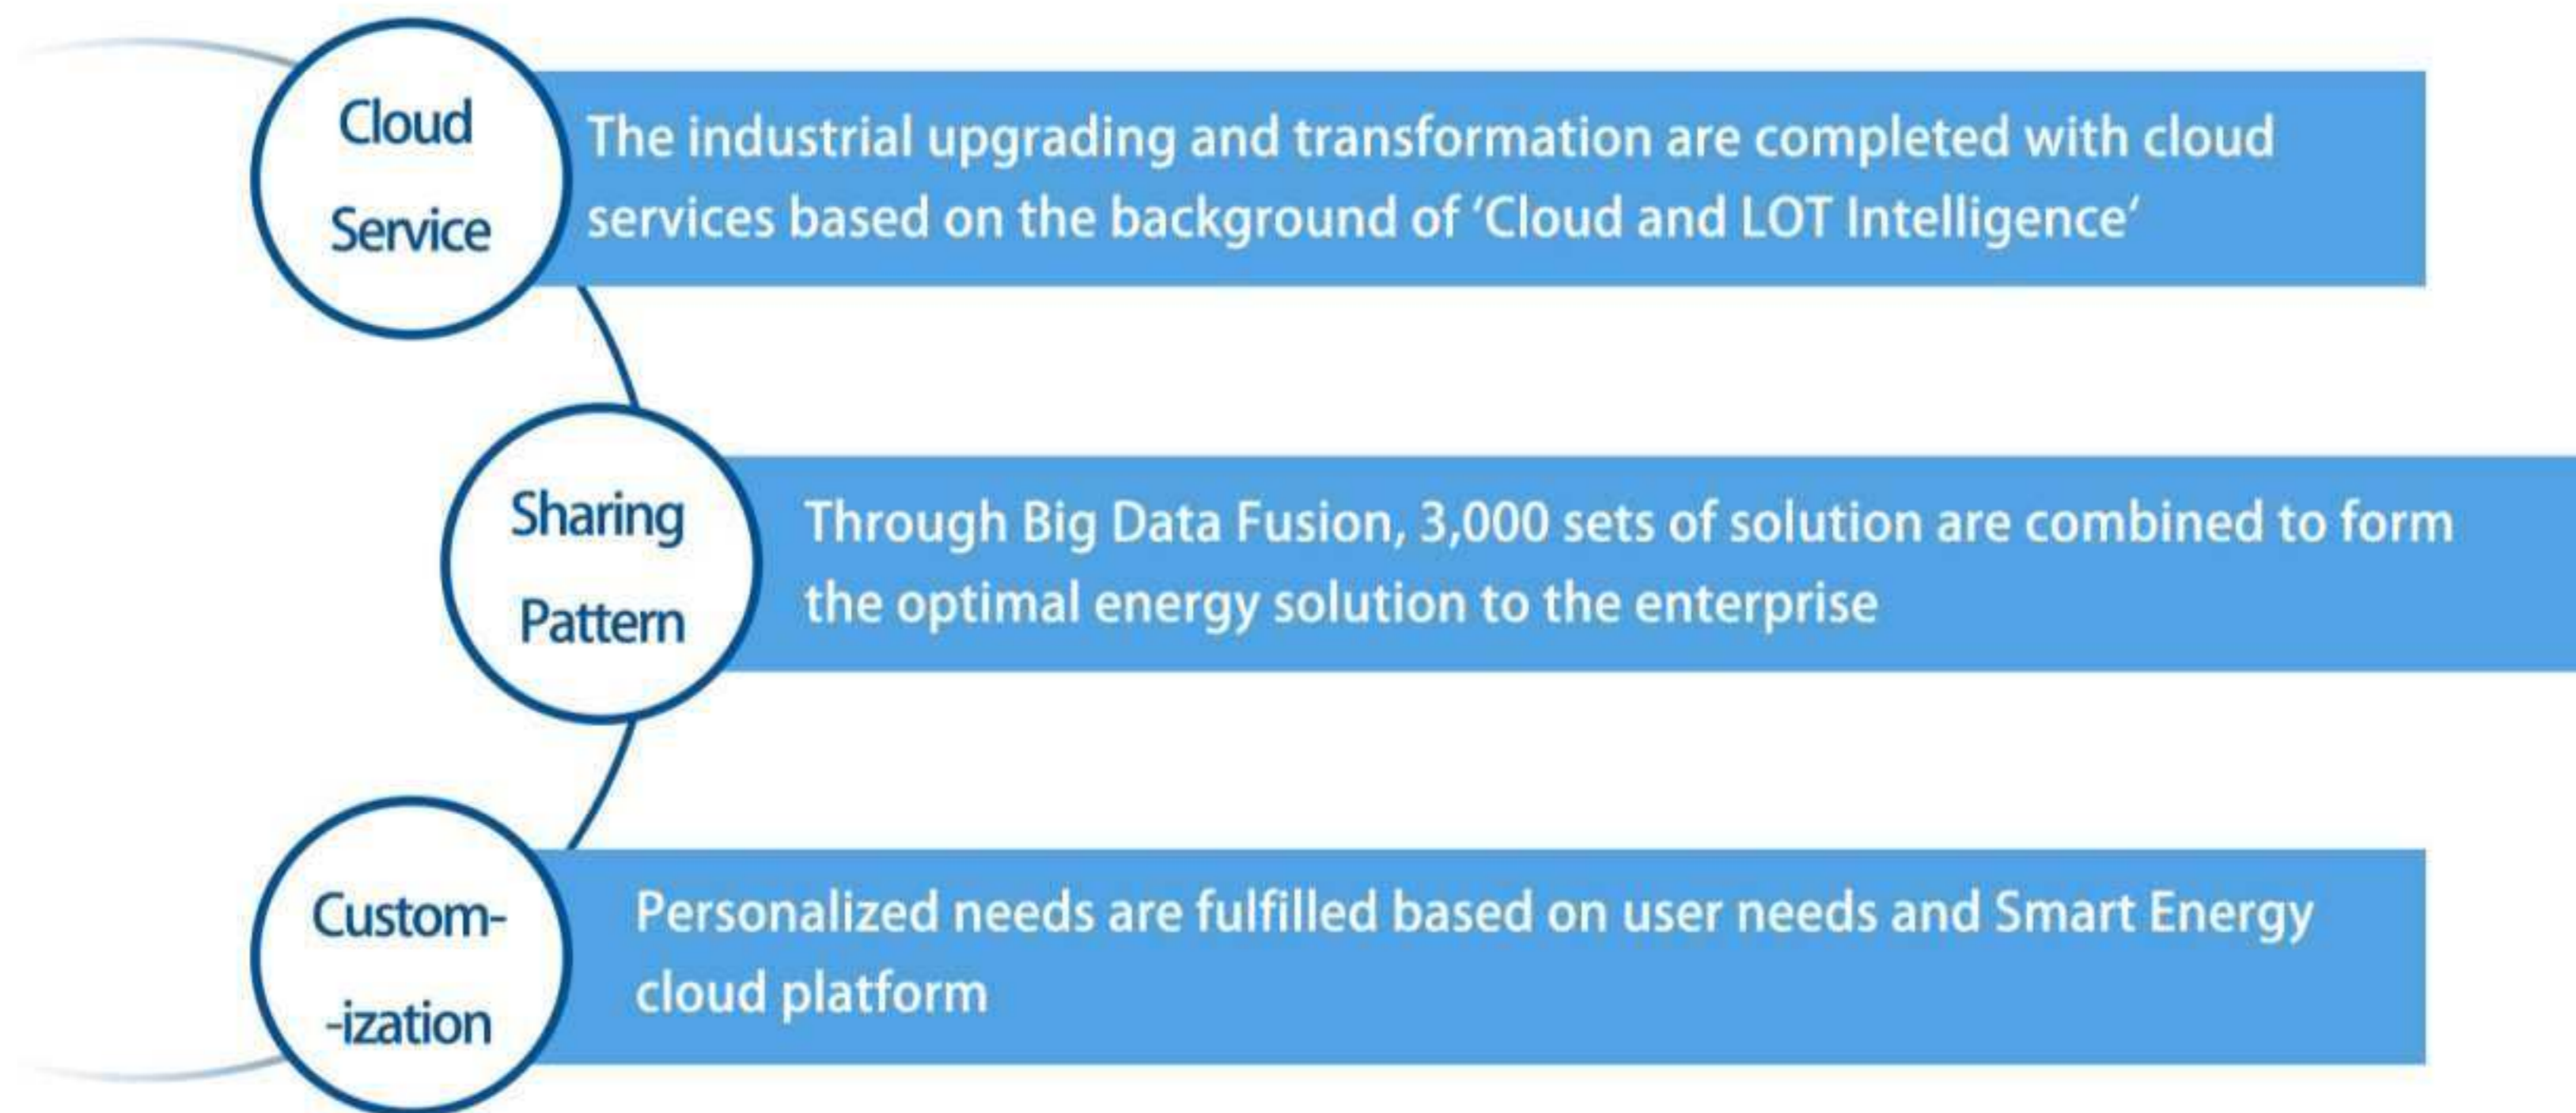 Cloud
Service
The industrial upgrading and transformation are completed with cloud
services based on the background of ‘Cloud and LOT Intelligence’
Sharing
Pattern
Through Big Data Fusion, 3,000 sets of solution are combined to form
the optimal energy solution to the enterprise
Custom-
-ization
Personalized needs are fulfilled based on user needs and Smart Energy
cloud platform